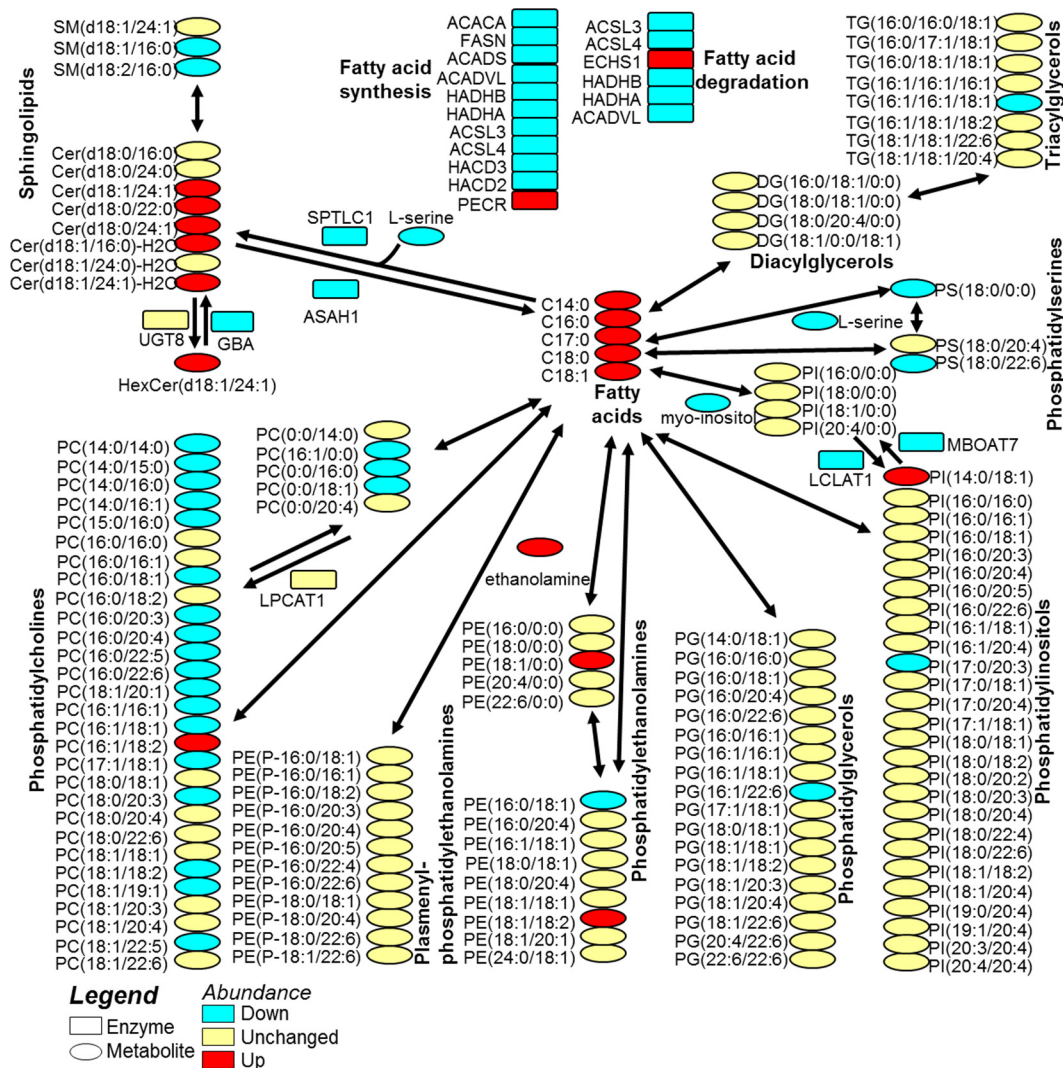 SM(d18:1/24:1)
SM(d18:1/16:0)
SM(d18:2/16:0)
Sphingolipids
Cer(d18:0/16:0)
Cer(d18:0/24:0)
Cer(d18:1/24:1)
Cer(d18:0/22:0)
Cer(d18:0/24:1)
Cer(d18:1/16:0)-H2O
Cer(d18:1/24:0)-H2O
Cer(d18:1/24:1)-H2O
UGT8
GBA
HexCer(d18:1/24:1)
SPTLC1
L-serine
ASAH1
Fatty acid
synthesis
ACACA
FASN
ACADS
ACADVL
HADHB
HADHA
ACSL3
ACSL4
HACD3
HACD2
PECR
ACSL3
ACSL4
ECHS1
HADHB
HADHA
ACADVL
Fatty acid
degradation
TG(16:0/16:0/18:1)
TG(16:0/17:1/18:1)
TG(16:0/18:1/18:1)
TG(16:1/16:1/16:1)
TG(16:1/16:1/18:1)
TG(16:1/18:1/18:2)
TG(18:1/18:1/22:6)
TG(18:1/18:1/20:4)
Triacylglycerols
DG(16:0/18:1/0:0)
DG(18:0/18:1/0:0)
DG(18:0/20:4/0:0)
DG(18:1/0:0/18:1)
Diacylglycerols
C14:0
C16:0
C17:0
C18:0
C18:1
Fatty
acids
L-serine
PS(18:0/0:0)
PS(18:0/20:4)
PS(18:0/22:6)
Phosphatidylserines
myo-inositol
PI(16:0/0:0)
PI(18:0/0:0)
PI(18:1/0:0)
PI(20:4/0:0)
LCLAT1
MBOAT7
PI(14:0/18:1)
PI(16:0/16:0)
PI(16:0/16:1)
PI(16:0/18:1)
PI(16:0/20:3)
PI(16:0/20:4)
PI(16:0/20:5)
PI(16:0/22:6)
PI(16:1/18:1)
PI(16:1/20:4)
PI(17:0/20:3)
PI(17:0/18:1)
PI(17:0/20:4)
PI(17:1/18:1)
PI(18:0/18:1)
PI(18:0/18:2)
PI(18:0/20:2)
PI(18:0/20:3)
PI(18:0/20:4)
PI(18:0/22:4)
PI(18:0/22:6)
PI(18:1/18:2)
PI(18:1/20:4)
PI(19:0/20:4)
PI(19:1/20:4)
PI(20:3/20:4)
PI(20:4/20:4)
Phosphatidylinositols
PC(0:0/14:0)
PC(16:1/0:0)
PC(0:0/16:0)
PC(0:0/18:1)
PC(0:0/20:4)
LPCAT1
Phosphatidylcholines
PC(14:0/14:0)
PC(14:0/15:0)
PC(14:0/16:0)
PC(14:0/16:1)
PC(15:0/16:0)
PC(16:0/16:0)
PC(16:0/16:1)
PC(16:0/18:1)
PC(16:0/18:2)
PC(16:0/20:3)
PC(16:0/20:4)
PC(16:0/22:5)
PC(16:0/22:6)
PC(18:1/20:1)
PC(16:1/16:1)
PC(16:1/18:1)
PC(16:1/18:2)
PC(17:1/18:1)
PC(18:0/18:1)
PC(18:0/20:3)
PC(18:0/20:4)
PC(18:0/22:6)
PC(18:1/18:1)
PC(18:1/18:2)
PC(18:1/19:1)
PC(18:1/20:3)
PC(18:1/20:4)
PC(18:1/22:5)
PC(18:1/22:6)
PE(P-16:0/18:1)
PE(P-16:0/16:1)
PE(P-16:0/18:2)
PE(P-16:0/20:3)
PE(P-16:0/20:4)
PE(P-16:0/20:5)
PE(P-16:0/22:4)
PE(P-16:0/22:6)
PE(P-18:0/18:1)
PE(P-18:0/20:4)
PE(P-18:0/22:6)
PE(P-18:1/22:6)
Plasmenyl-
phosphatidylethanolamines
ethanolamine
PE(16:0/0:0)
PE(18:0/0:0)
PE(18:1/0:0)
PE(20:4/0:0)
PE(22:6/0:0)
PE(16:0/18:1)
PE(16:0/20:4)
PE(16:1/18:1)
PE(18:0/18:1)
PE(18:0/20:4)
PE(18:1/18:1)
PE(18:1/18:2)
PE(18:1/20:1)
PE(24:0/18:1)
Phosphatidylethanolamines
PG(14:0/18:1)
PG(16:0/16:0)
PG(16:0/18:1)
PG(16:0/20:4)
PG(16:0/22:6)
PG(16:0/16:1)
PG(16:1/16:1)
PG(16:1/18:1)
PG(16:1/22:6)
PG(17:1/18:1)
PG(18:0/18:1)
PG(18:1/18:1)
PG(18:1/18:2)
PG(18:1/20:3)
PG(18:1/20:4)
PG(18:1/22:6)
PG(20:4/22:6)
PG(22:6/22:6)
Phosphatidylglycerols
Legend
Enzyme
Metabolite
Abundance
Down
Unchanged
Up